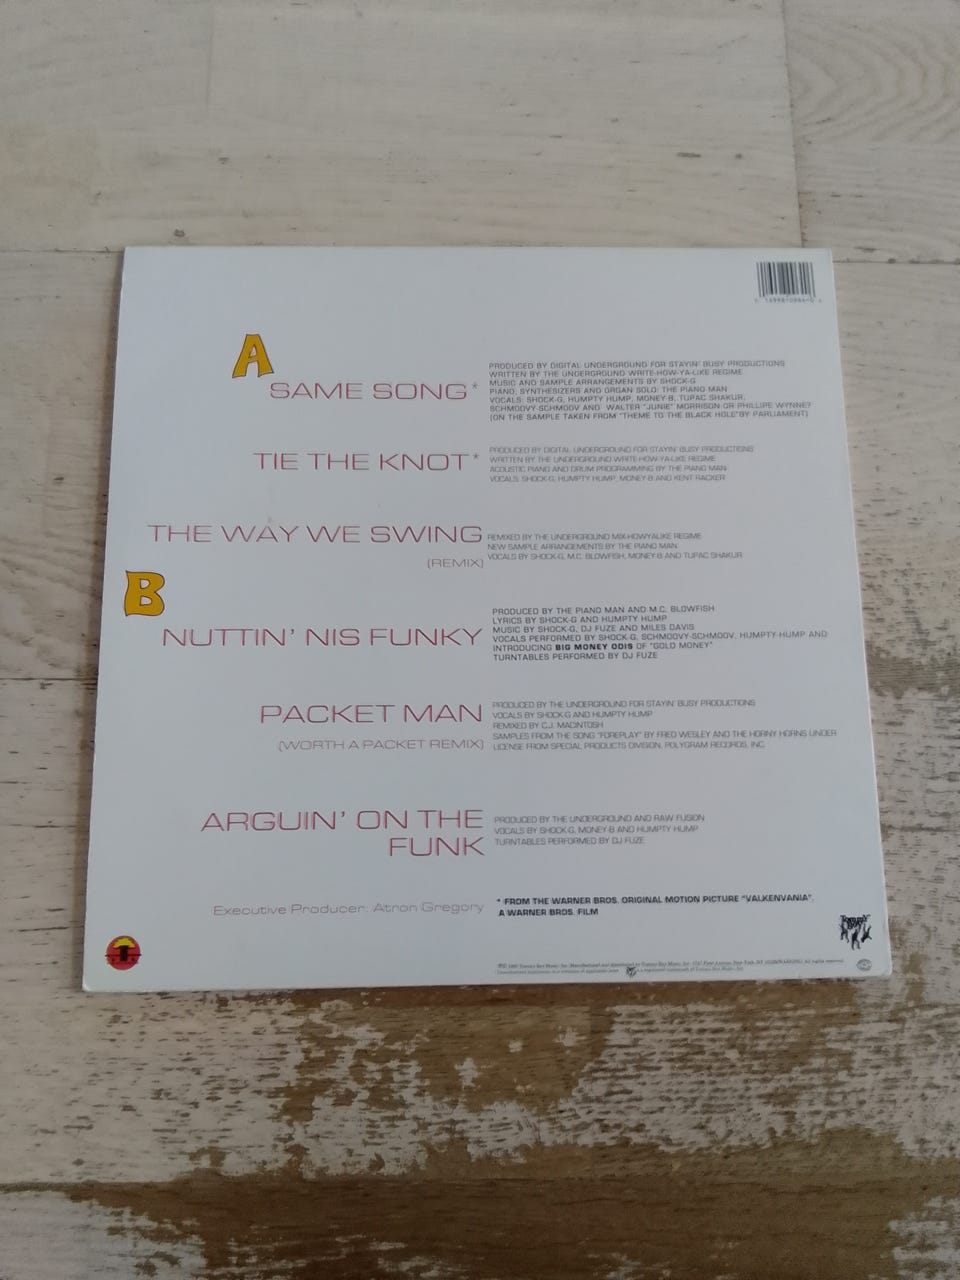 A
SAME SONG*
PRODUCED BY DIGITAL UNDERGROUND FOR STAYIN' BUSY PRODUCTIONS
WRITTEN BY THE UNDERGROUND WRITE-HOW-YA-LIKE REGIME
MUSIC AND SAMPLE ARRANGEMENTS BY SHOCK-G
PIANO, SYNTHESIZERS AND ORGAN SOLO: THE PIANO MAN
VOCALS: SHOCK-G, HUMPTY HUMP, MONEY-B, TUPAC SHAKUR,
SCHMOOVY-SCHMOOV AND WALTER "JUNIE" MORRISON OR PHILLIPE WYNNE?
(ON THE SAMPLE TAKEN FROM "THEME TO THE BLACK HOLE" BY PARLIAMENT)
TIE THE KNOT*
PRODUCED BY DIGITAL UNDERGROUND FOR STAYIN' BUSY PRODUCTIONS
WRITTEN BY THE UNDERGROUND WRITE-HOW-YA-LIKE REGIME
ACOUSTIC PIANO AND DRUM PROGRAMMING BY THE PIANO MAN
VOCALS: SHOCK-G, HUMPTY HUMP, MONEY-B AND KENT RACKER
THE WAY WE SWING
(REMIX)
REMIXED BY THE UNDERGROUND MIX-HOWYALIKE REGIME
NEW SAMPLE ARRANGEMENTS BY THE PIANO MAN
VOCALS BY SHOCK-G, M.C. BLOWFISH, MONEY-B AND TUPAC SHAKUR
B
NUTTIN' NIS FUNKY
PRODUCED BY THE PIANO MAN AND M.C. BLOWFISH
LYRICS BY SHOCK-G AND HUMPTY HUMP
MUSIC BY SHOCK-G, DJ FUZE AND MILES DAVIS
VOCALS PERFORMED BY SHOCK-G, SCHMOOVY-SCHMOOV, HUMPTY-HUMP AND
INTRODUCING BIG MONEY ODIS OF "GOLD MONEY"
TURNTABLES PERFORMED BY DJ FUZE
PACKET MAN
(WORTH A PACKET REMIX)
PRODUCED BY THE UNDERGROUND FOR STAYIN' BUSY PRODUCTIONS
VOCALS BY SHOCK-G AND HUMPTY HUMP
REMIXED BY C.J. MACINTOSH
SAMPLES FROM THE SONG "FOREPLAY" BY FRED WESLEY AND THE HORNY HORNS UNDER
LICENSE FROM SPECIAL PRODUCTS DIVISION, POLYGRAM RECORDS, INC.
ARGUIN' ON THE
FUNK
PRODUCED BY THE UNDERGROUND AND RAW FUSION
VOCALS BY SHOCK-G, MONEY-B AND HUMPTY HUMP
TURNTABLES PERFORMED BY DJ FUZE
Executive Producer: Atron Gregory
* FROM THE WARNER BROS. ORIGINAL MOTION PICTURE "VALKENVANIA",
A WARNER BROS. FILM
Tommy Boy